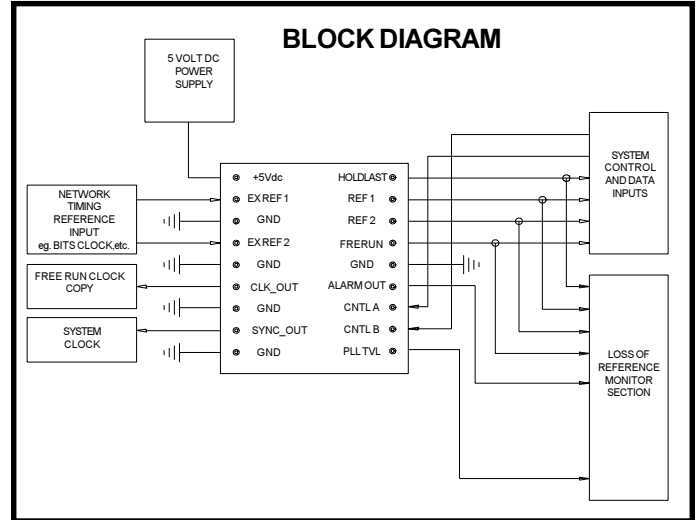 BLOCK DIAGRAM
5 VOLT DC
POWER
SUPPLY
NETWORK
TIMING
REFERENCE
INPUT
eg. BITS CLOCK,etc.
FREE RUN CLOCK
COPY
SYSTEM
CLOCK
+5Vdc
EX REF 1
GND
EX REF 2
GND
CLK_OUT
GND
SYNC_OUT
GND
HOLDLAST
REF 1
REF 2
FRERUN
GND
ALARM OUT
CNTL A
CNTL B
PLL TVL
SYSTEM
CONTROL
AND DATA
INPUTS
LOSS OF
REFERENCE
MONITOR
SECTION